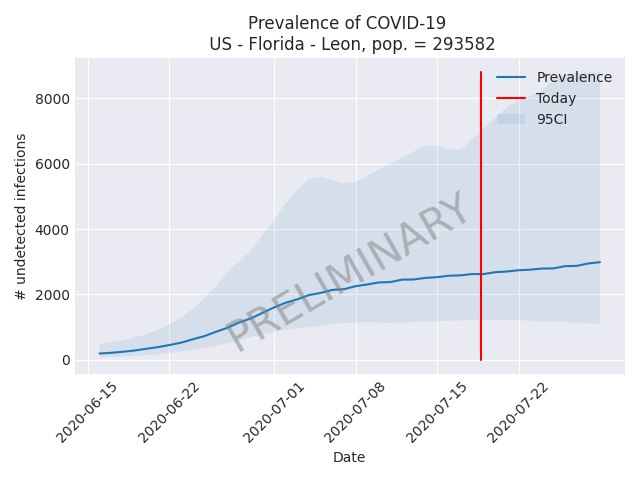 Prevalence of COVID-19
US - Florida - Leon, pop. = 293582
Prevalence
Today
95CI
8000
6000
4000
2000
0
# undetected infections
PRELIMINARY
2020-06-15
2020-06-22
2020-07-01
2020-07-08
2020-07-15
2020-07-22
Date